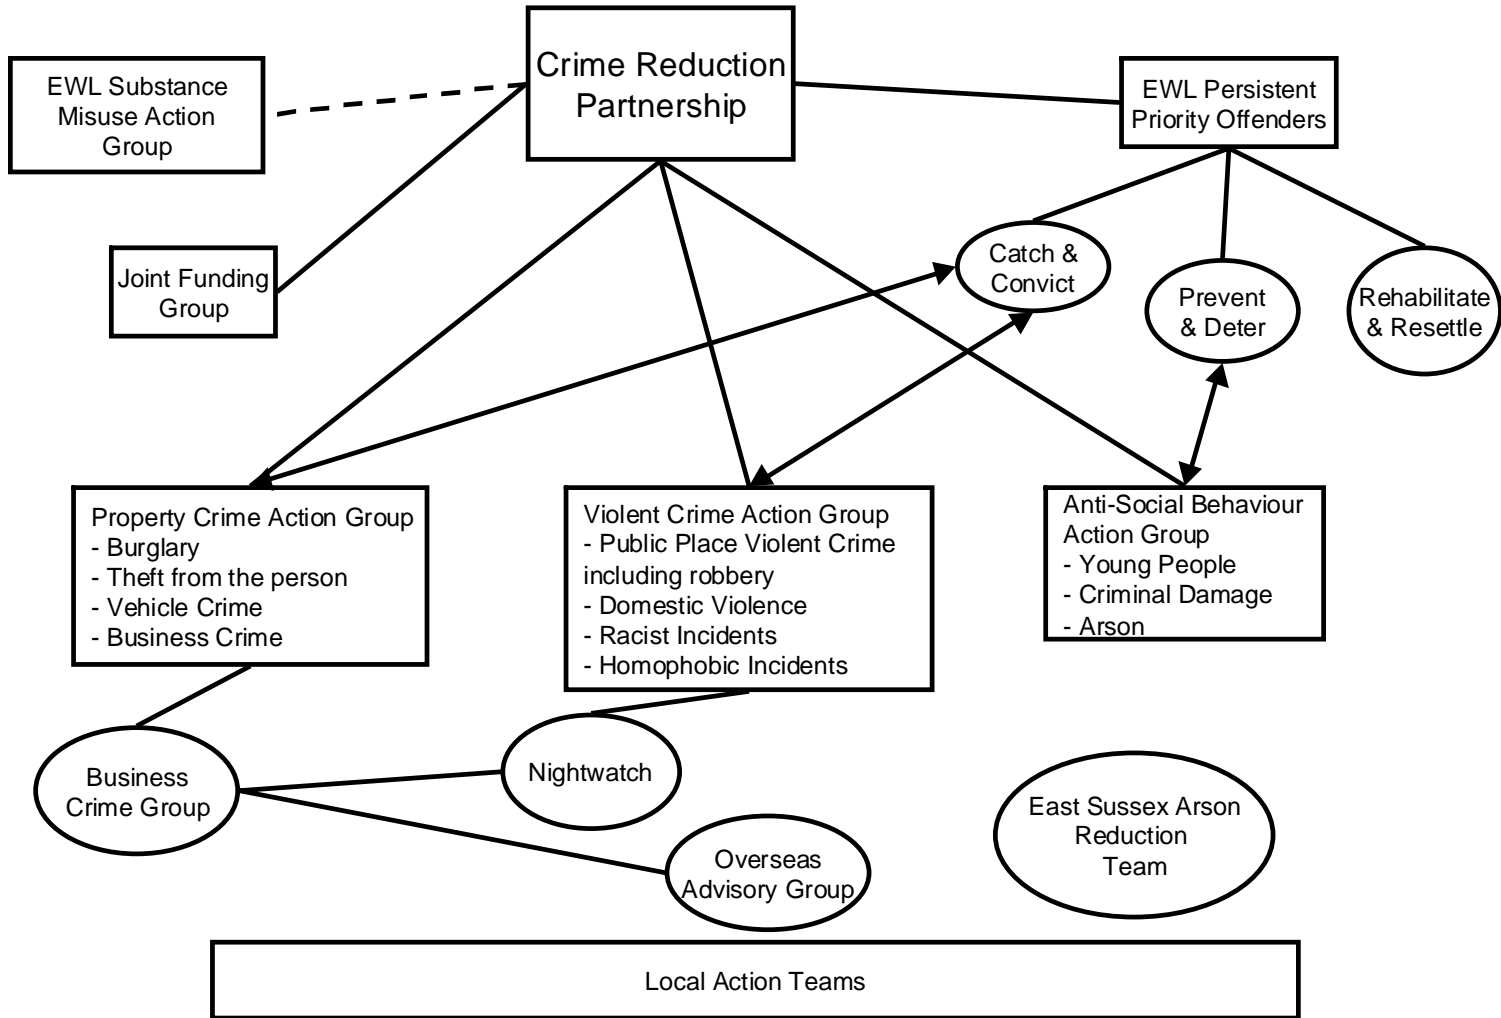 Crime Reduction
Partnership
EWL Substance
Misuse Action
Group
EWL Persistent
Priority Offenders
Joint Funding
Group
Catch &
Convict
Prevent
& Deter
Rehabilitate
& Resettle
Property Crime Action Group
- Burglary
- Theft from the person
- Vehicle Crime
- Business Crime
Violent Crime Action Group
- Public Place Violent Crime
including robbery
- Domestic Violence
- Racist Incidents
- Homophobic Incidents
Anti-Social Behaviour
Action Group
- Young People
- Criminal Damage
- Arson
Business
Crime Group
Nightwatch
Overseas
Advisory Group
East Sussex Arson
Reduction
Team
Local Action Teams